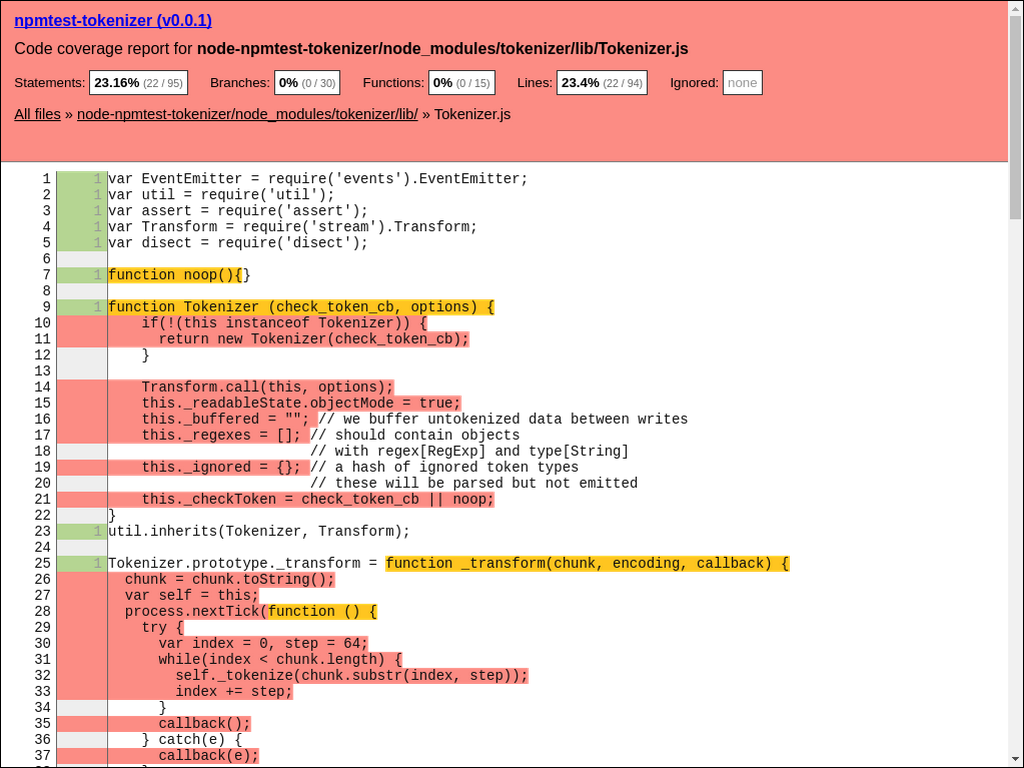 npmtest-tokenizer (v0.0.1)
Code coverage report for node-npmtest-tokenizer/node_modules/tokenizer/lib/Tokenizer.js
Statements: 23.16% (22 / 95) Branches: 0% (0 / 30) Functions: 0% (0 / 15) Lines: 23.4% (22 / 94) Ignored: none
All files » node-npmtest-tokenizer/node_modules/tokenizer/lib/ » Tokenizer.js
1 1 var EventEmitter = require('events').EventEmitter;
2 1 var util = require('util');
3 1 var assert = require('assert');
4 1 var Transform = require('stream').Transform;
5 1 var disect = require('disect');
6
7 1 function noop(){}
8
9 1 function Tokenizer (check_token_cb, options) {
10     if(!(this instanceof Tokenizer)) {
11       return new Tokenizer(check_token_cb);
12     }
13
14     Transform.call(this, options);
15     this._readableState.objectMode = true;
16     this._buffered = ""; // we buffer untokenized data between writes
17     this._regexes = []; // should contain objects
18                         // with regex[RegExp] and type[String]
19     this._ignored = {}; // a hash of ignored token types
20                         // these will be parsed but not emitted
21     this._checkToken = check_token_cb || noop;
22 }
23 1 util.inherits(Tokenizer, Transform);
24
25 1 Tokenizer.prototype._transform = function _transform(chunk, encoding, callback) {
26   chunk = chunk.toString();
27   var self = this;
28   process.nextTick(function () {
29     try {
30       var index = 0, step = 64;
31       while(index < chunk.length) {
32         self._tokenize(chunk.substr(index, step));
33         index += step;
34       }
35       callback();
36     } catch(e) {
37       callback(e);